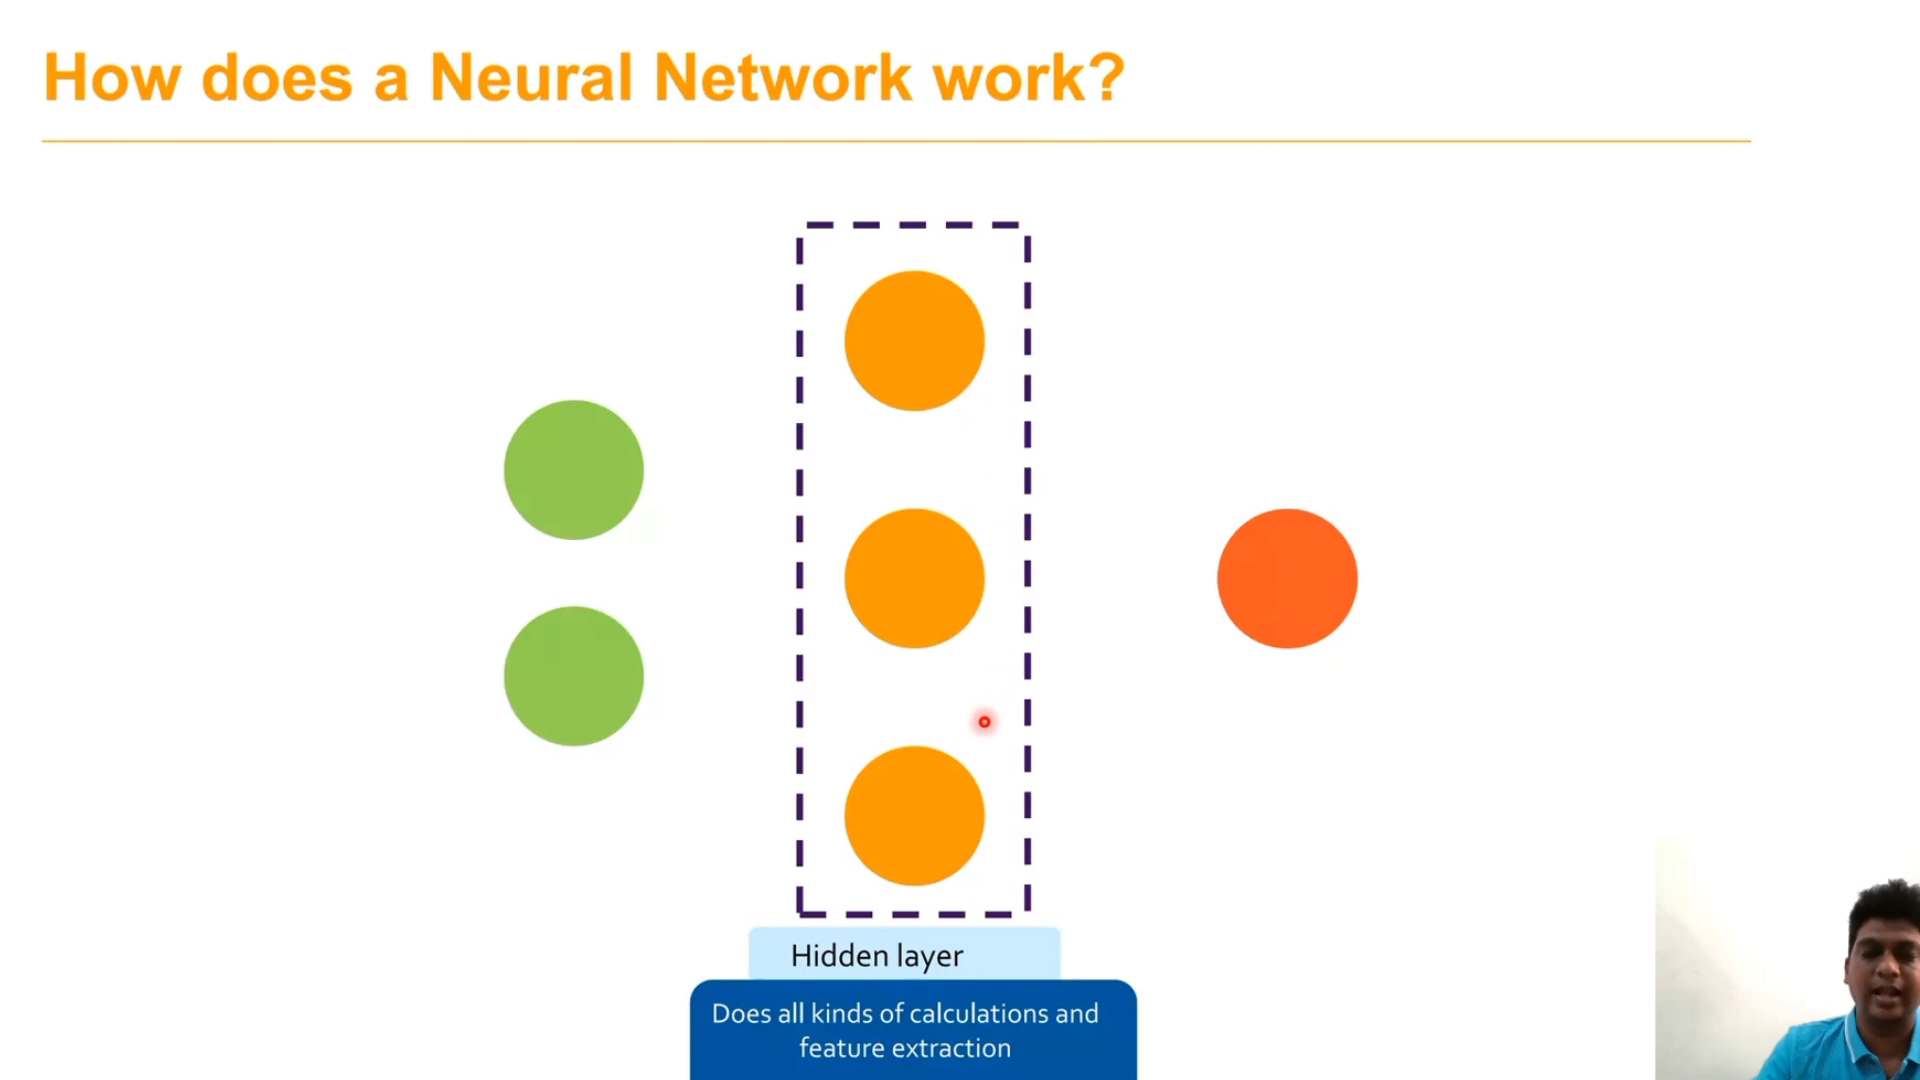 How does a Neural Network work?
Hidden layer
Does all kinds of calculations and
feature extraction